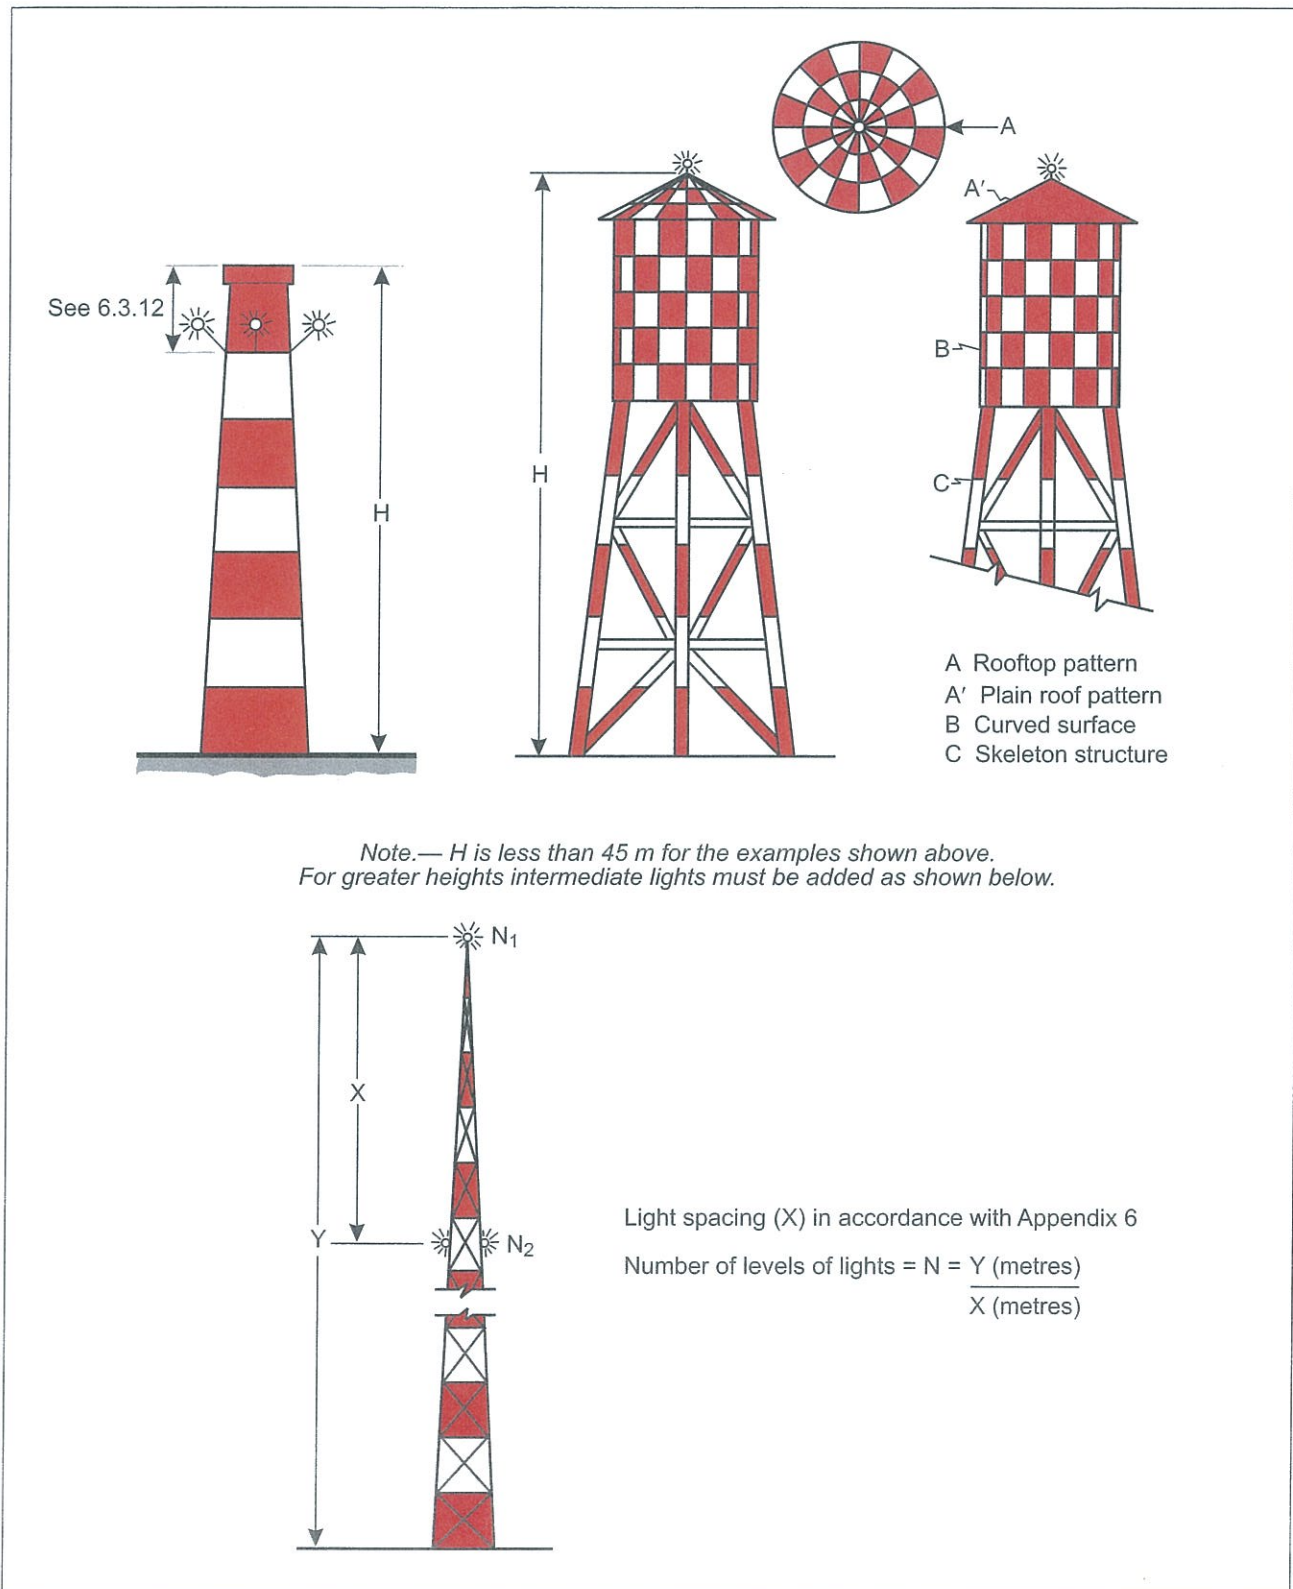 A
A′
See 6.3.12
H
H
B
C
A Rooftop pattern
A′ Plain roof pattern
B Curved surface
C Skeleton structure
Note.— H is less than 45 m for the examples shown above.
For greater heights intermediate lights must be added as shown below.
N1
X
Y
N2
Light spacing (X) in accordance with Appendix 6
Number of levels of lights = N = Y (metres)
X (metres)